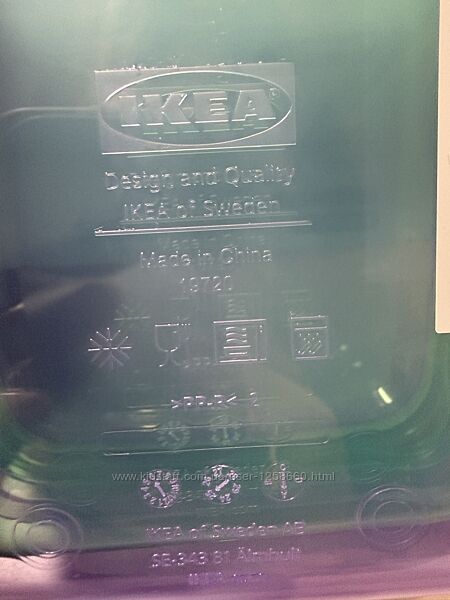 IKEA
Design and Quality
IKEA of Sweden
Made in China
19720
>PP<
IKEA of Sweden AB
SE-343 81 Älmhult